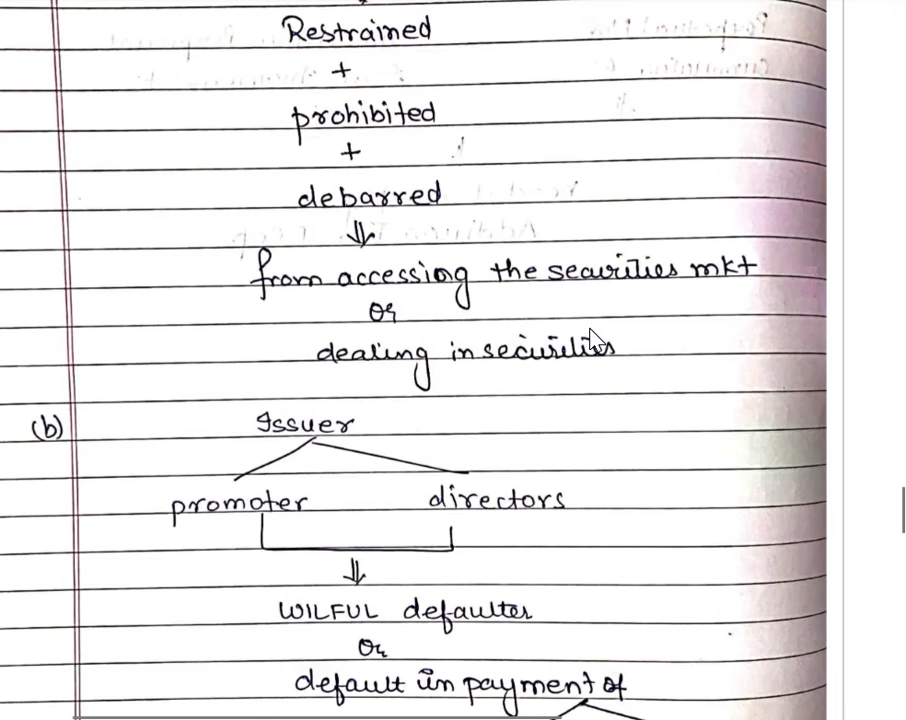 Restrained
+
prohibited
+
debarred
⇓
from accessing the securities mkt
or
dealing in securities
(b) Issuer
promoter directors
⇓
WILFUL defaulter
Or
default in payment of